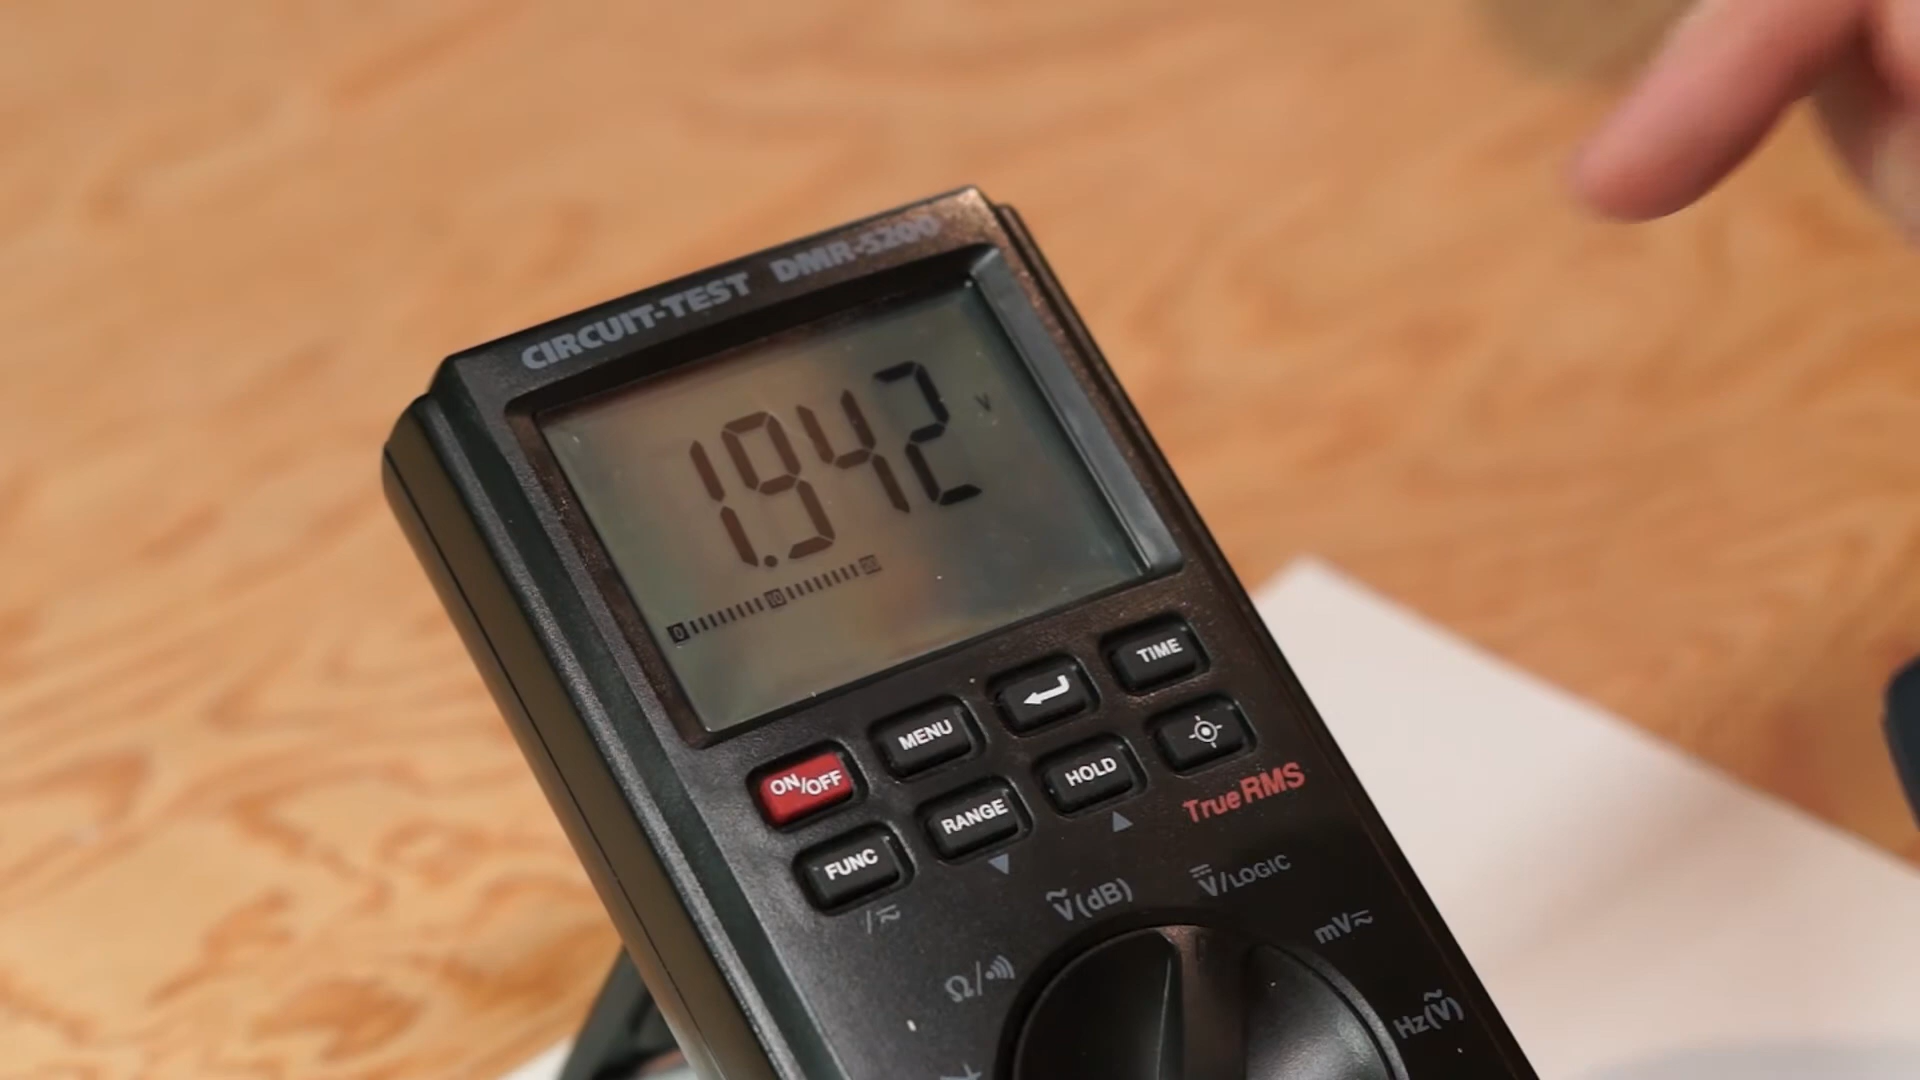 CIRCUIT-TEST DMR-5200
1.942 V
0 10 20
TIME
MENU
ON/OFF
HOLD
RANGE
FUNC
True RMS
Ṽ(dB)
V/LOGIC
mV
Ω
Hz(Ṽ)